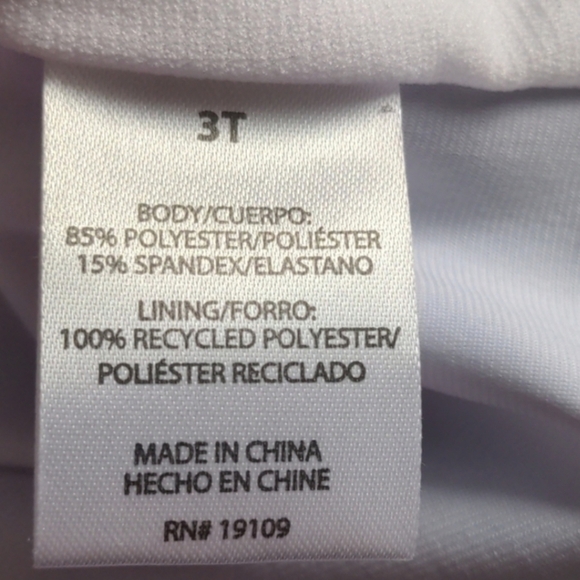 3T
BODY/CUERPO:
85% POLYESTER/POLIÉSTER
15% SPANDEX/ELASTANO
LINING/FORRO:
100% RECYCLED POLYESTER/
POLIÉSTER RECICLADO
MADE IN CHINA
HECHO EN CHINE
RN# 19109